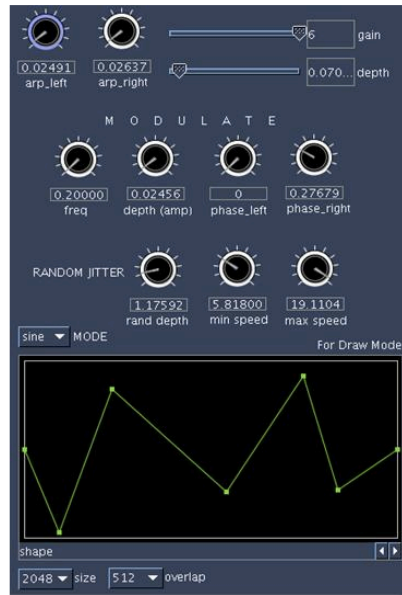 6 gain
0.02491 0.02637
arp_left arp_right
0.070... depth
MODULATE
0.20000 0.02456 0 0.27679
freq depth (amp) phase_left phase_right
RANDOM JITTER
1.17592 5.81800 19.1104
rand depth min speed max speed
sine MODE
For Draw Mode
shape
2048 size 512 overlap